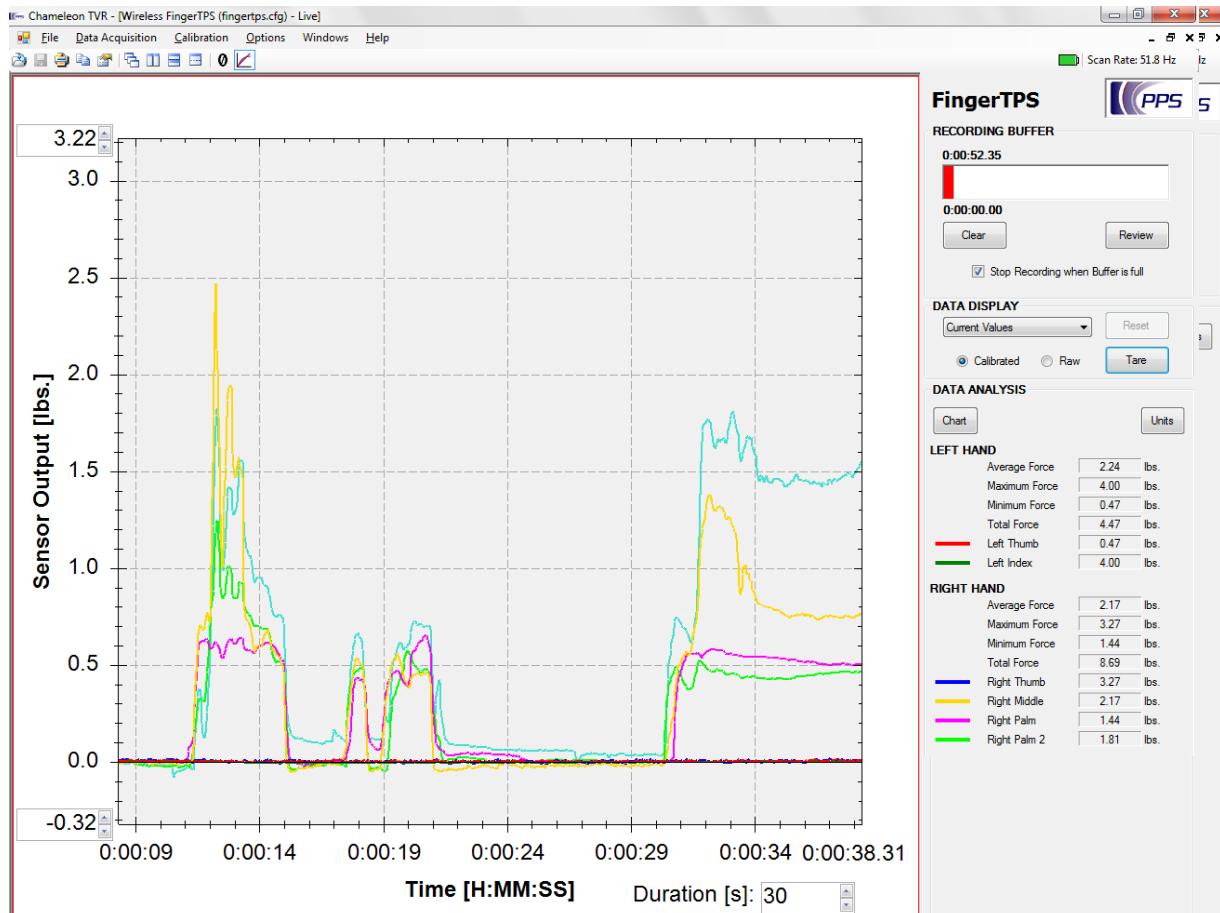 Chameleon TVR - [Wireless FingerTPS (fingertps.cfg) - Live]
File Data Acquisition Calibration Options Windows Help
Scan Rate: 51.8 Hz
Hz
FingerTPS
PPS
S
RECORDING BUFFER
0:00:52.35
0:00:00.00
Clear Review
Stop Recording when Buffer is full
DATA DISPLAY
Current Values Reset
Calibrated Raw Tare
DATA ANALYSIS
Chart Units
LEFT HAND
Average Force 2.24 lbs.
Maximum Force 4.00 lbs.
Minimum Force 0.47 lbs.
Total Force 4.47 lbs.
Left Thumb 0.47 lbs.
Left Index 4.00 lbs.
RIGHT HAND
Average Force 2.17 lbs.
Maximum Force 3.27 lbs.
Minimum Force 1.44 lbs.
Total Force 8.69 lbs.
Right Thumb 3.27 lbs.
Right Middle 2.17 lbs.
Right Palm 1.44 lbs.
Right Palm 2 1.81 lbs.
Sensor Output [lbs.]
3.22
3.0
2.5
2.0
1.5
1.0
0.5
0.0
-0.32
0:00:09 0:00:14 0:00:19 0:00:24 0:00:29 0:00:34 0:00:38.31
Time [H:MM:SS]
Duration [s]: 30